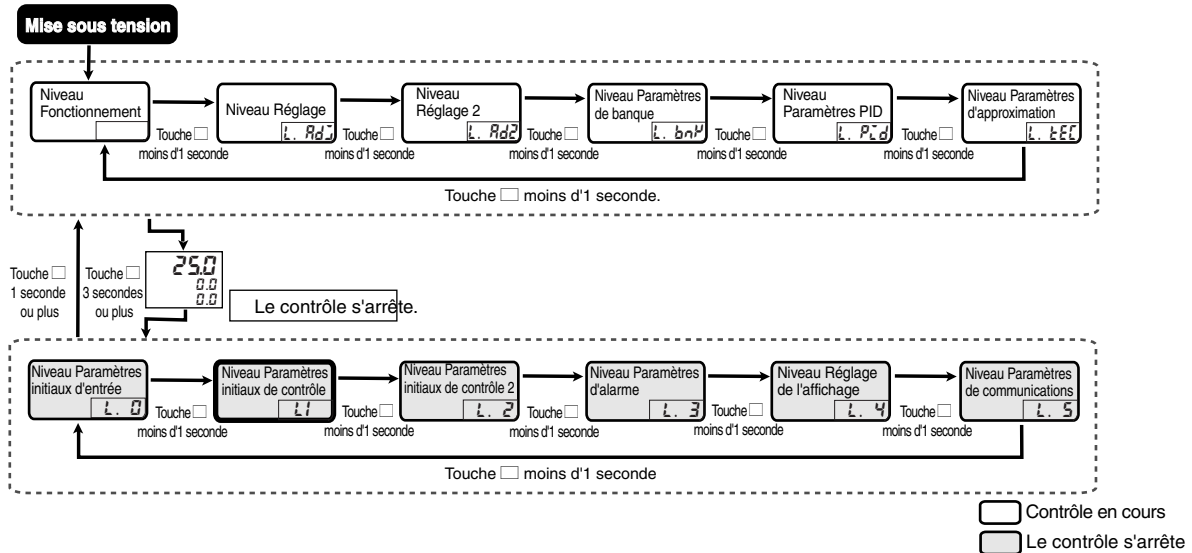 Mise sous tension
Niveau
Fonctionnement
Niveau Réglage
L. Adj
Niveau
Réglage 2
L. Ad2
Niveau Paramètres
de banque
L. bnK
Niveau
Paramètres PID
L. Pid
Niveau Paramètres
d'approximation
L. tEC
Touche
moins d'1 seconde
Touche
moins d'1 seconde
Touche
moins d'1 seconde
Touche
moins d'1 seconde
Touche
moins d'1 seconde
Touche moins d'1 seconde.
Touche
1 seconde
ou plus
Touche
3 secondes
ou plus
25.0
0.0
0.0
Le contrôle s'arrête.
Niveau Paramètres
initiaux d'entrée
L. 0
Niveau Paramètres
initiaux de contrôle
L1
Niveau Paramètres
initiaux de contrôle 2
L. 2
Niveau Paramètres
d'alarme
L. 3
Niveau Réglage
de l'affichage
L. 4
Niveau Paramètres
de communications
L. 5
Touche
moins d'1 seconde
Touche
moins d'1 seconde
Touche
moins d'1 seconde
Touche
moins d'1 seconde
Touche
moins d'1 seconde
Touche moins d'1 seconde
Contrôle en cours
Le contrôle s'arrête